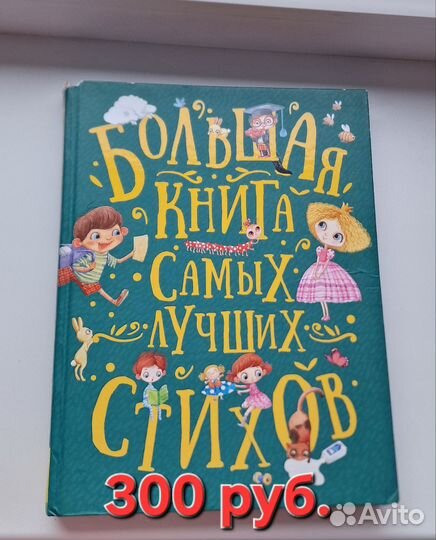 БОЛЬШАЯ
КНИГА
САМЫХ
ЛУЧШИХ
СТИХОВ
300 руб.
Avito